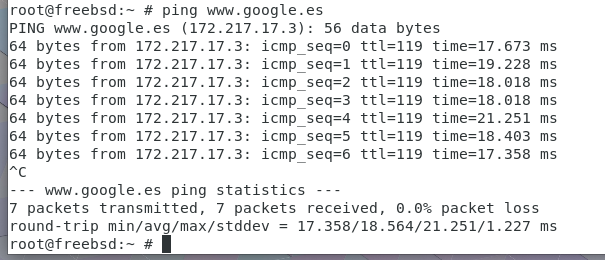 root@freebsd:~ # ping www.google.es
PING www.google.es (172.217.17.3): 56 data bytes
64 bytes from 172.217.17.3: icmp_seq=0 ttl=119 time=17.673 ms
64 bytes from 172.217.17.3: icmp_seq=1 ttl=119 time=19.228 ms
64 bytes from 172.217.17.3: icmp_seq=2 ttl=119 time=18.018 ms
64 bytes from 172.217.17.3: icmp_seq=3 ttl=119 time=18.018 ms
64 bytes from 172.217.17.3: icmp_seq=4 ttl=119 time=21.251 ms
64 bytes from 172.217.17.3: icmp_seq=5 ttl=119 time=18.403 ms
64 bytes from 172.217.17.3: icmp_seq=6 ttl=119 time=17.358 ms
^C
--- www.google.es ping statistics ---
7 packets transmitted, 7 packets received, 0.0% packet loss
round-trip min/avg/max/stddev = 17.358/18.564/21.251/1.227 ms
root@freebsd:~ #